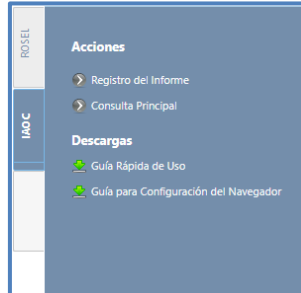 ROSEL
IAOC
Acciones
Registro del Informe
Consulta Principal
Descargas
Guía Rápida de Uso
Guía para Configuración del Navegador